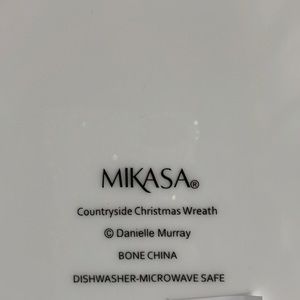 MIKASA®
Countryside Christmas Wreath
© Danielle Murray
BONE CHINA
DISHWASHER-MICROWAVE SAFE